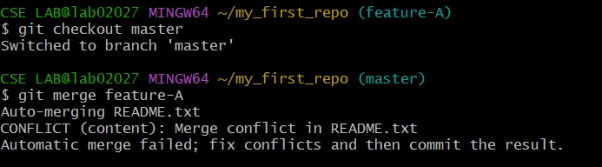 CSE LAB@lab02027 MINGW64 ~/my_first_repo (feature-A)
$ git checkout master
Switched to branch 'master'
CSE LAB@lab02027 MINGW64 ~/my_first_repo (master)
$ git merge feature-A
Auto-merging README.txt
CONFLICT (content): Merge conflict in README.txt
Automatic merge failed; fix conflicts and then commit the result.